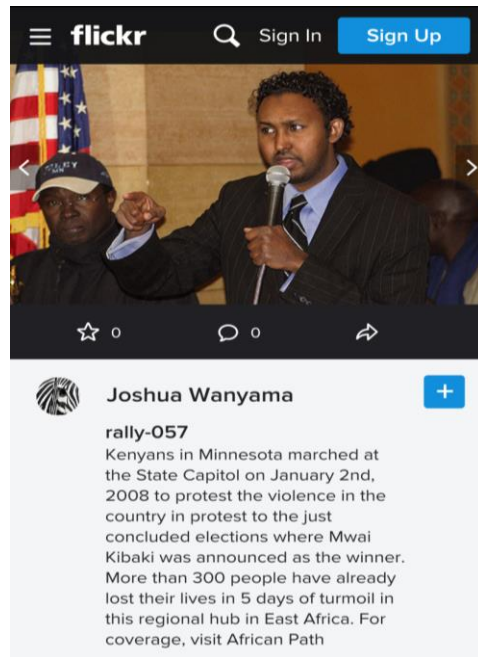 flickr
Sign In
Sign Up
0
0
Joshua Wanyama
rally-057
Kenyans in Minnesota marched at
the State Capitol on January 2nd,
2008 to protest the violence in the
country in protest to the just
concluded elections where Mwai
Kibaki was announced as the winner.
More than 300 people have already
lost their lives in 5 days of turmoil in
this regional hub in East Africa. For
coverage, visit African Path